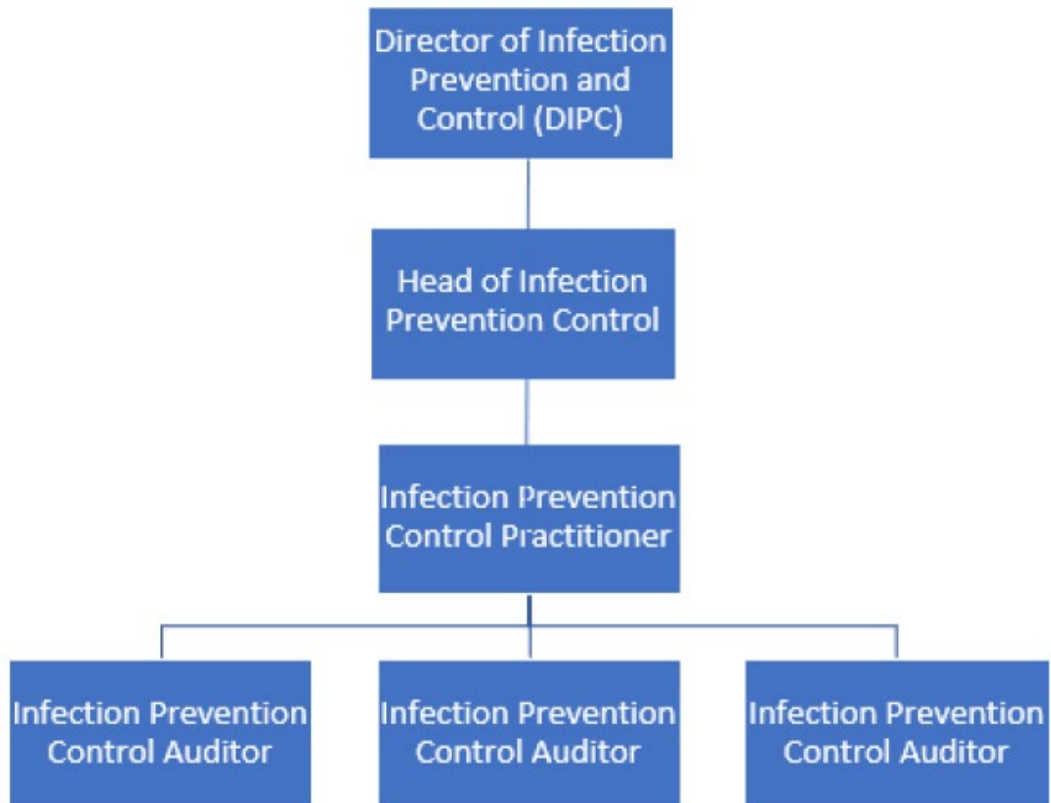 Director of Infection
Prevention and
Control (DIPC)
Head of Infection
Prevention Control
Infection Prevention
Control Practitioner
Infection Prevention
Control Auditor
Infection Prevention
Control Auditor
Infection Prevention
Control Auditor